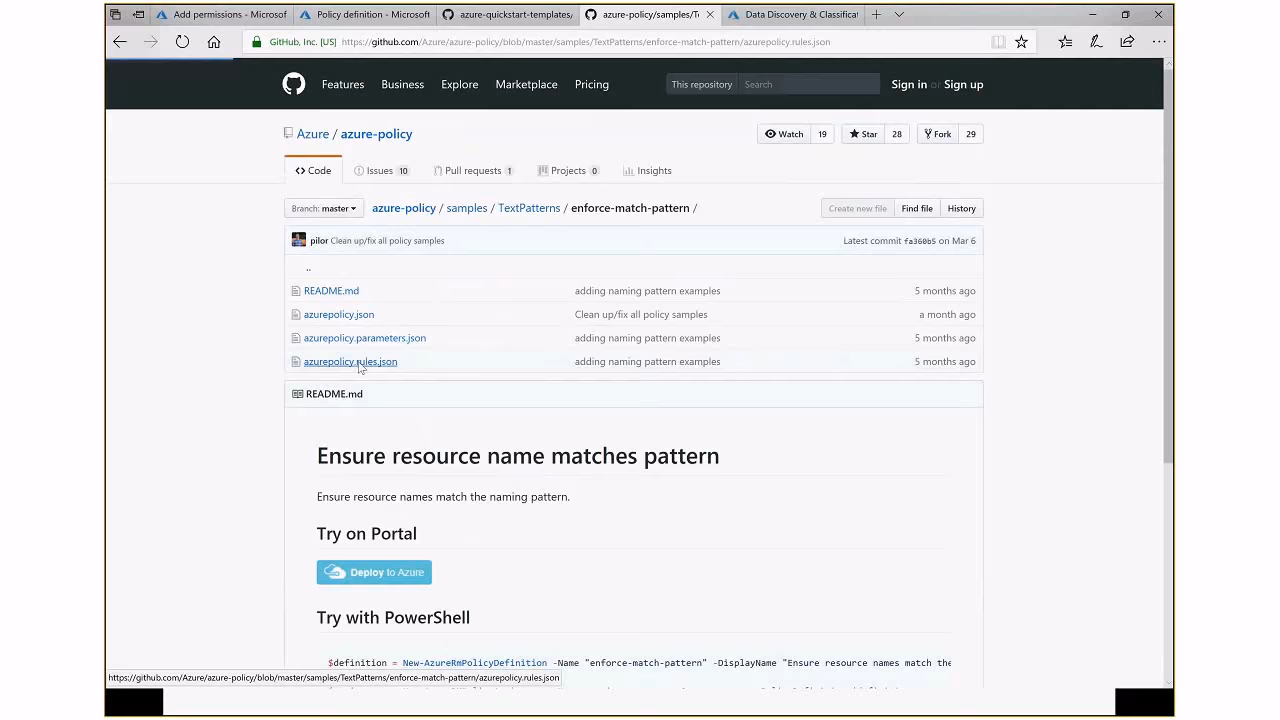 Add permissions - Microsof
Policy definition - Microsoft
azure-quickstart-templates/
azure-policy/samples/Te
Data Discovery & Classifica
GitHub, Inc. [US] https://github.com/Azure/azure-policy/blob/master/samples/TextPatterns/enforce-match-pattern/azurepolicy.rules.json
Features Business Explore Marketplace Pricing This repository Search Sign in or Sign up
Azure / azure-policy
Watch 19 Star 28 Fork 29
Code Issues 10 Pull requests 1 Projects 0 Insights
Branch: master azure-policy / samples / TextPatterns / enforce-match-pattern / Create new file Find file History
pilor Clean up/fix all policy samples Latest commit fa360b5 on Mar 6
..
README.md adding naming pattern examples 5 months ago
azurepolicy.json Clean up/fix all policy samples a month ago
azurepolicy.parameters.json adding naming pattern examples 5 months ago
azurepolicy.rules.json adding naming pattern examples 5 months ago
README.md
Ensure resource name matches pattern
Ensure resource names match the naming pattern.
Try on Portal
Deploy to Azure
Try with PowerShell
$definition = New-AzureRmPolicyDefinition -Name "enforce-match-pattern" -DisplayName "Ensure resource names match the
https://github.com/Azure/azure-policy/blob/master/samples/TextPatterns/enforce-match-pattern/azurepolicy.rules.json